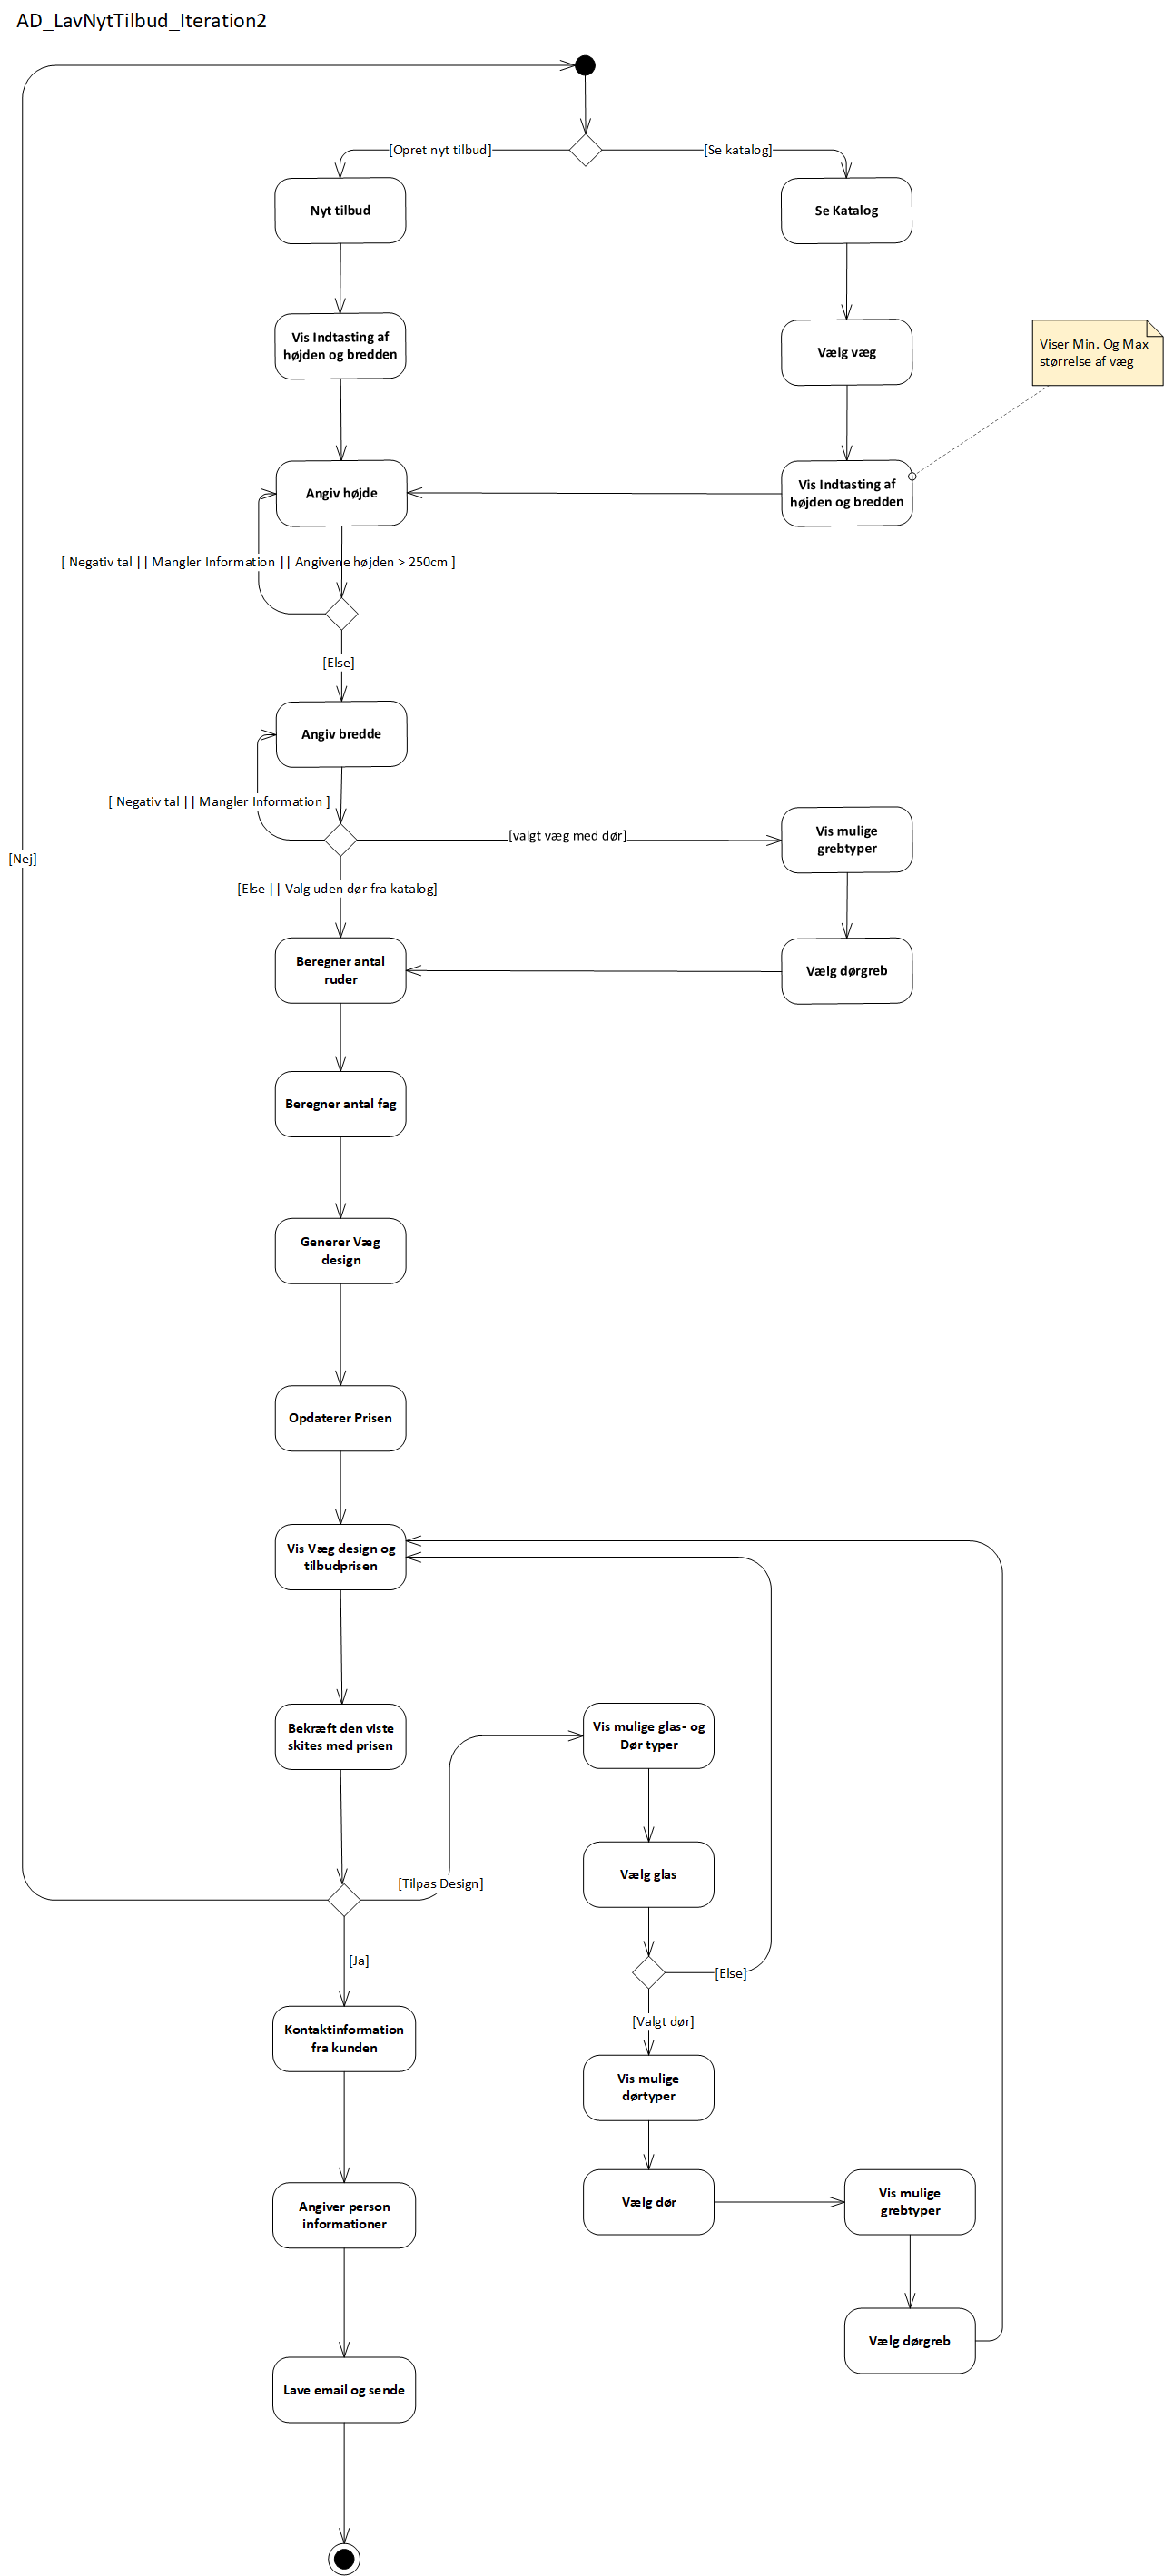 AD_LavNytTilbud_Iteration2
[Opret nyt tilbud]
[Se katalog]
Nyt tilbud
Se Katalog
Vis Indtasting af
højden og bredden
Vælg væg
Viser Min. Og Max
størrelse af væg
Angiv højde
Vis Indtasting af
højden og bredden
[ Negativ tal || Mangler Information || Angivene højden > 250cm ]
[Else]
Angiv bredde
[ Negativ tal || Mangler Information ]
[valgt væg med dør]
Vis mulige
grebtyper
[Nej]
[Else || Valg uden dør fra katalog]
Beregner antal
ruder
Vælg dørgreb
Beregner antal fag
Generer Væg
design
Opdaterer Prisen
Vis Væg design og
tilbudprisen
Bekræft den viste
skites med prisen
Vis mulige glas- og
Dør typer
Vælg glas
[Tilpas Design]
[Ja]
[Else]
[Valgt dør]
Kontaktinformation
fra kunden
Vis mulige
dørtyper
Angiver person
informationer
Vælg dør
Vis mulige
grebtyper
Vælg dørgreb
Lave email og sende